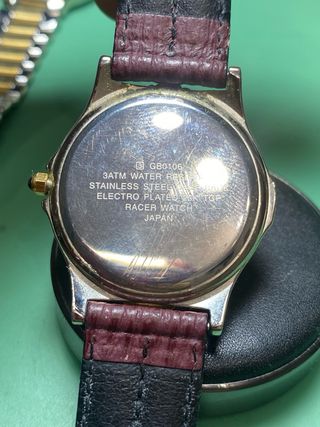 GB0106
3ATM WATER
STAINLESS STEEL
ELECTRO PLATED TOP
RACER WATCH
JAPAN